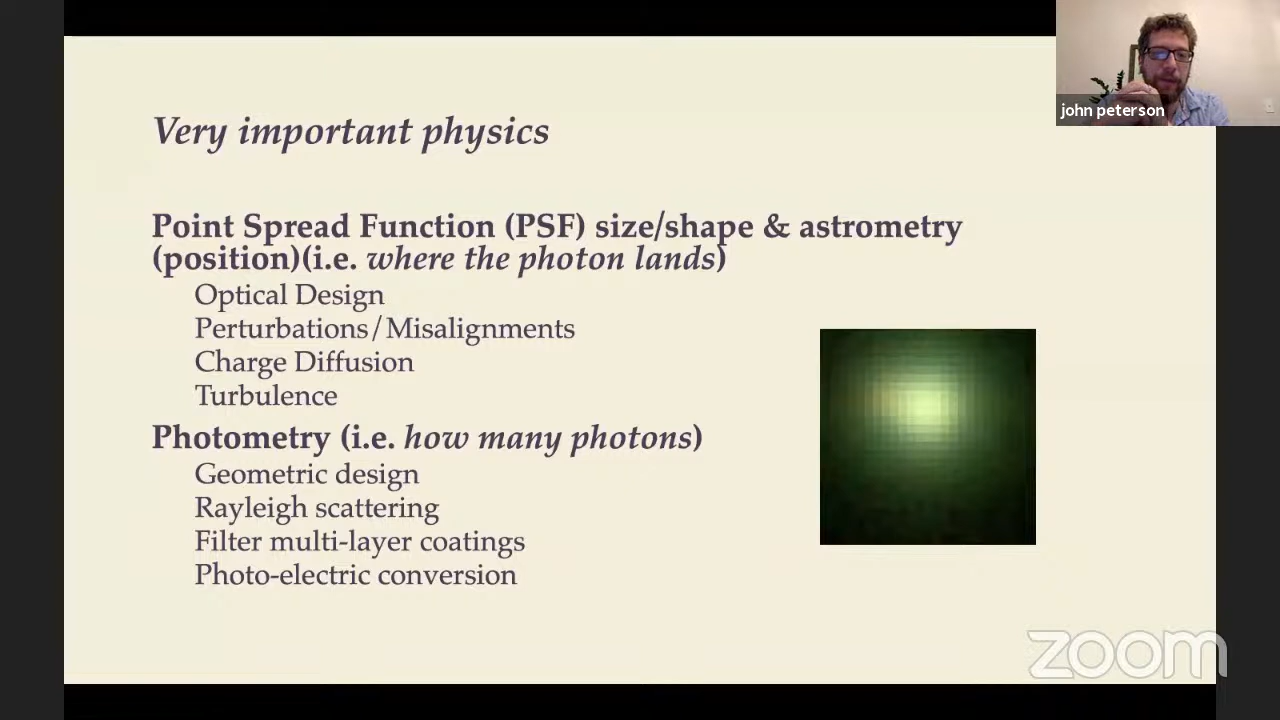 john peterson
Very important physics
Point Spread Function (PSF) size/shape & astrometry
(position)(i.e. where the photon lands)
Optical Design
Perturbations/Misalignments
Charge Diffusion
Turbulence
Photometry (i.e. how many photons)
Geometric design
Rayleigh scattering
Filter multi-layer coatings
Photo-electric conversion
zoom